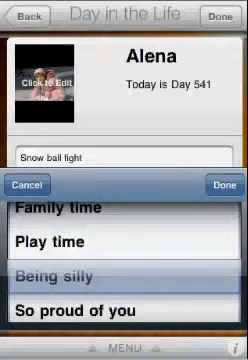 Back
Day in the Life
Done
Click to Edit
Alena
Today is Day 541
Snow ball fight
Cancel
Done
Family time
Play time
Being silly
So proud of you
MENU
i